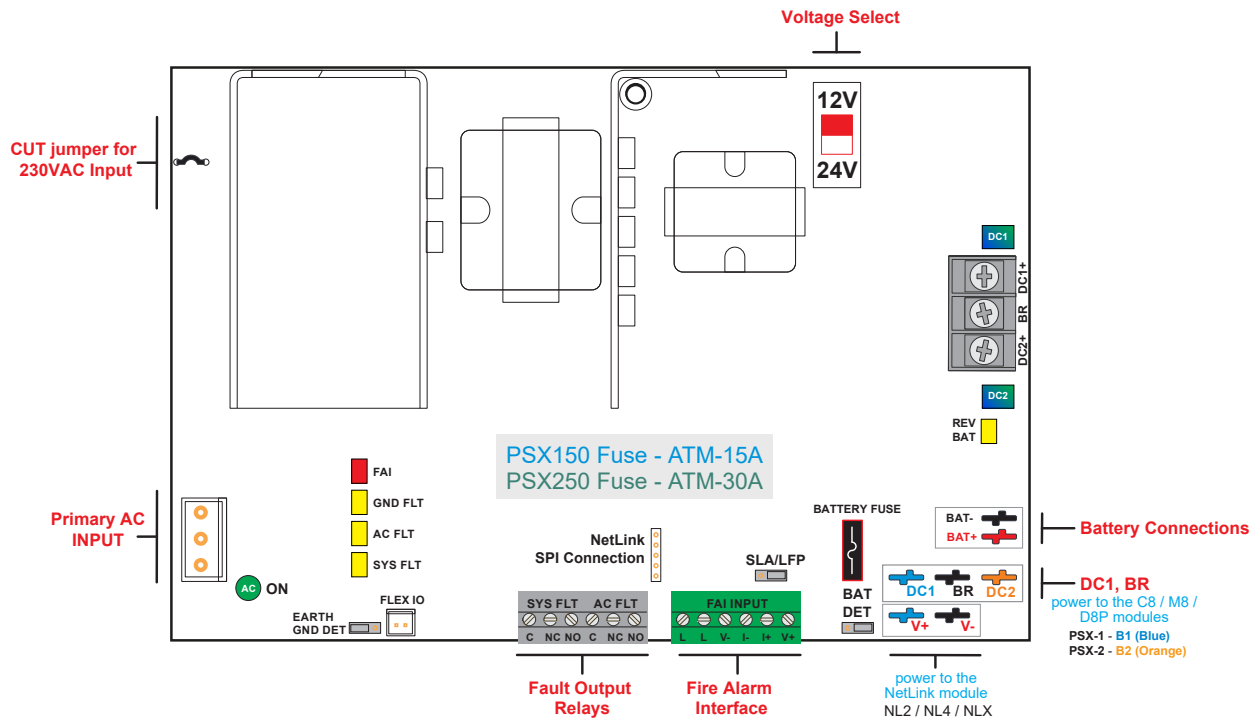 Voltage Select
12V
24V
CUT jumper for
230VAC Input
DC1
DC1+
BR
DC2+
DC2
REV
BAT
PSX150 Fuse - ATM-15A
PSX250 Fuse - ATM-30A
FAI
GND FLT
AC FLT
SYS FLT
Primary AC
INPUT
AC
ON
EARTH
GND DET
FLEX IO
NetLink
SPI Connection
SLA/LFP
BATTERY FUSE
BAT
DET
BAT-
BAT+
Battery Connections
DC1 BR DC2
V+ V-
DC1, BR
power to the C8 / M8 /
D8P modules
PSX-1 - B1 (Blue)
PSX-2 - B2 (Orange)
SYS FLT AC FLT
C NC NO C NC NO
FAI INPUT
L L V- I- I+ V+
Fault Output
Relays
Fire Alarm
Interface
power to the
NetLink module
NL2 / NL4 / NLX